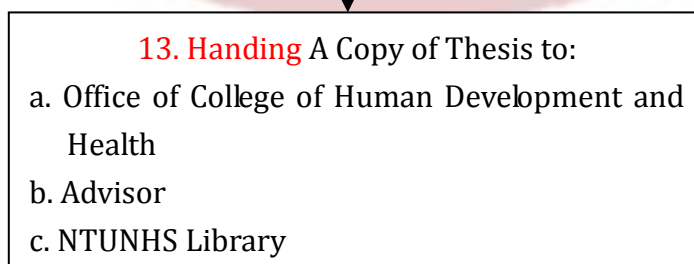 13. Handing A Copy of Thesis to:
a. Office of College of Human Development and
Health
b. Advisor
c. NTUNHS Library